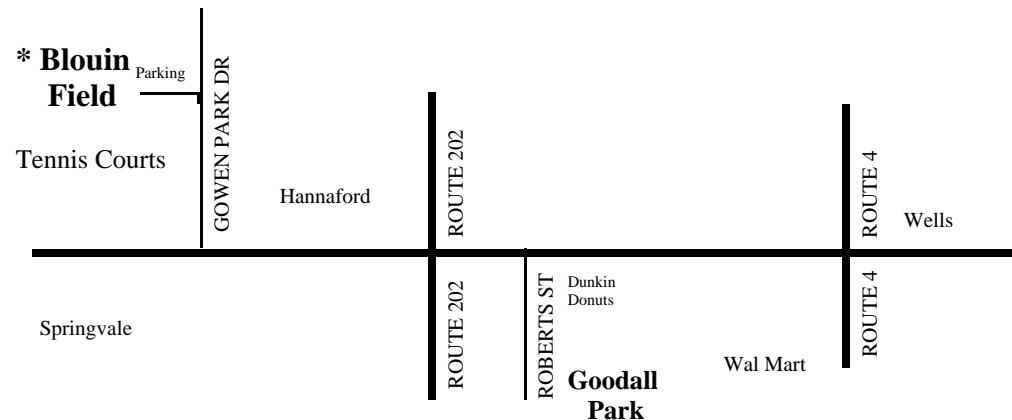 * Blouin
Field
Parking
GOWEN PARK DR
Tennis Courts
Hannaford
ROUTE 202
ROUTE 4
Wells
Springvale
ROUTE 202
ROBERTS ST
Dunkin
Donuts
Goodall
Park
Wal Mart
ROUTE 4